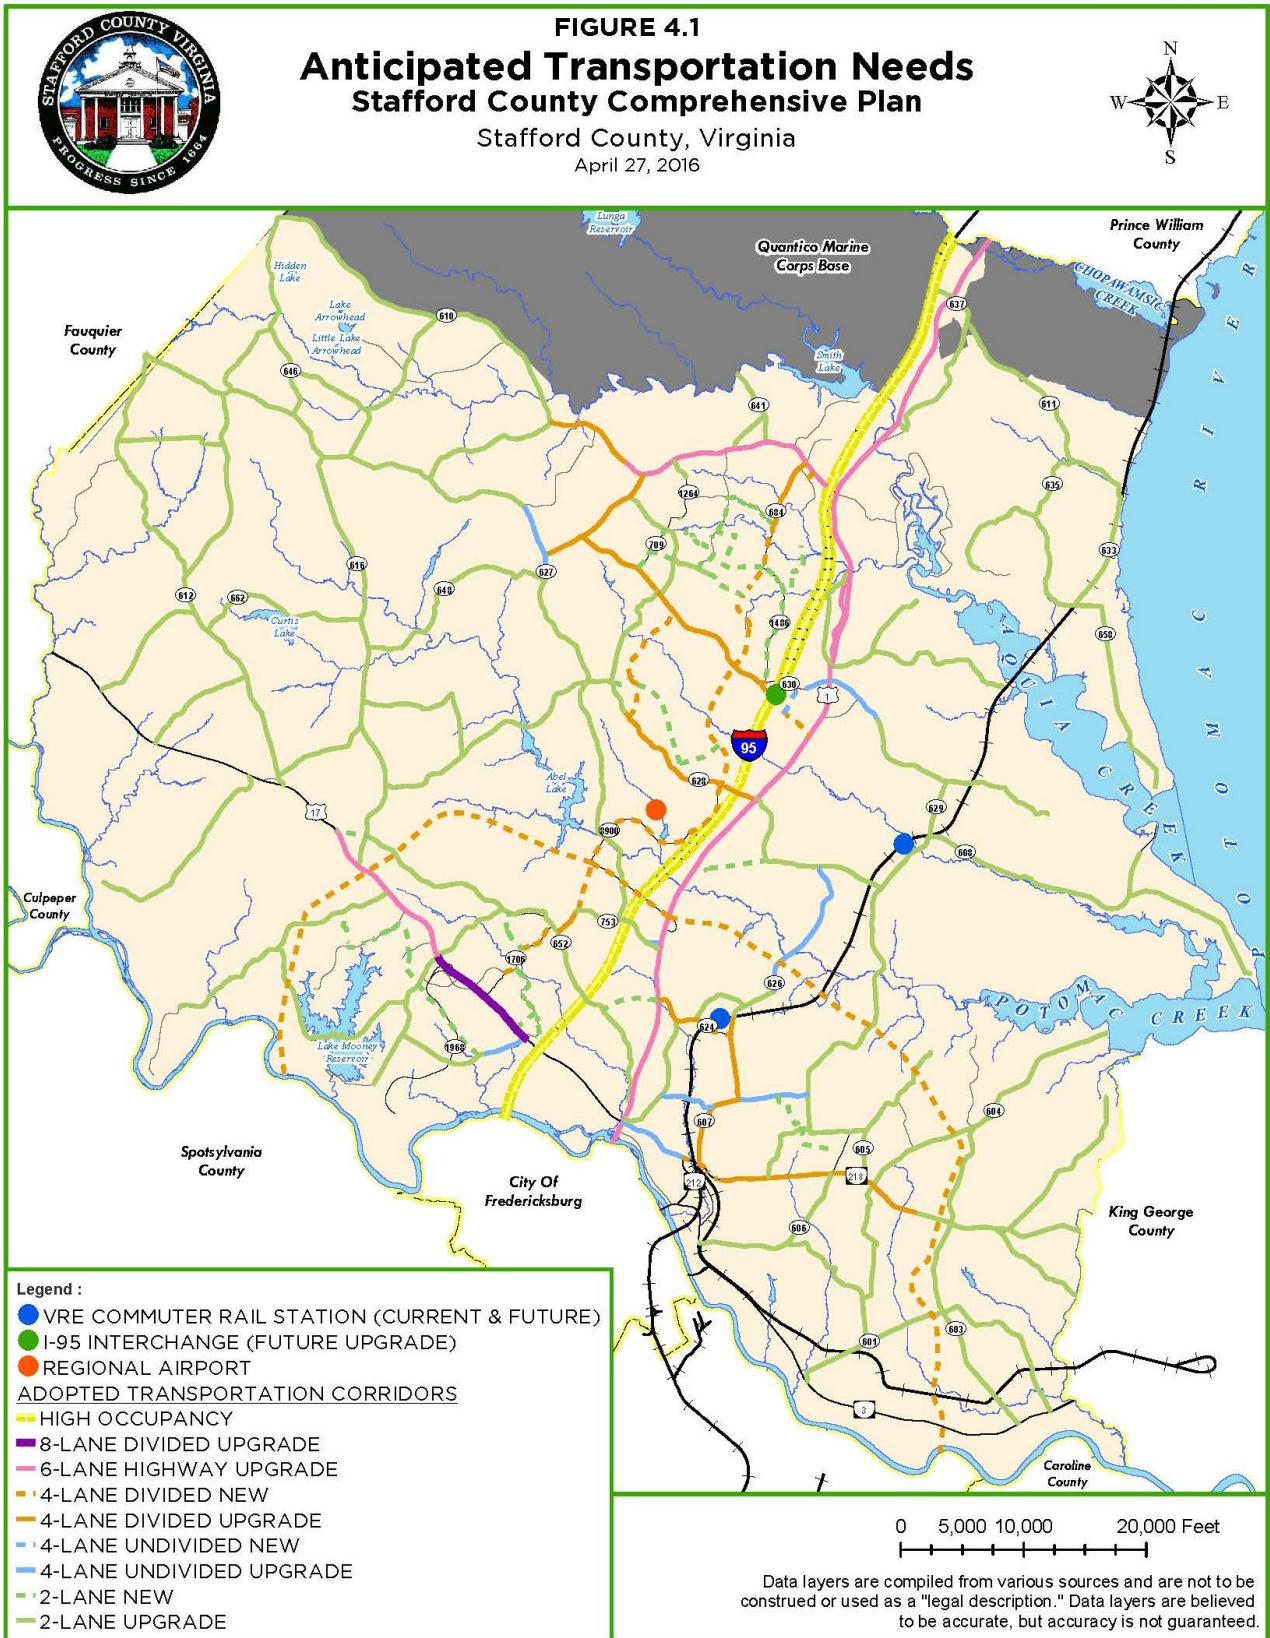 FIGURE 4.1
Anticipated Transportation Needs
Stafford County Comprehensive Plan
Stafford County, Virginia
April 27, 2016
STAFFORD COUNTY VIRGINIA
PROGRESS SINCE 1664
N
W
E
S
Lunga
Reservoir
Quantico Marine
Corps Base
Prince William
County
CHOPAWAMSIC
CREEK
Hidden
Lake
Lake
Arrowhead
Little Lake
Arrowhead
Fauquier
County
610
637
646
Smith
Lake
641
611
POTOMAC RIVER
1264
684
635
709
633
616
627
648
612
662
Curtis
Lake
1486
658
AQUIA CREEK
630
1
95
Abel
Lake
628
17
629
8900
608
Culpeper
County
753
652
1706
626
POTOMAC CREEK
624
Lake Mooney
Reservoir
1968
604
607
605
Spotsylvania
County
City Of
Fredericksburg
212
218
King George
County
606
603
601
3
Caroline
County
Legend :
VRE COMMUTER RAIL STATION (CURRENT & FUTURE)
I-95 INTERCHANGE (FUTURE UPGRADE)
REGIONAL AIRPORT
ADOPTED TRANSPORTATION CORRIDORS
HIGH OCCUPANCY
8-LANE DIVIDED UPGRADE
6-LANE HIGHWAY UPGRADE
4-LANE DIVIDED NEW
4-LANE DIVIDED UPGRADE
4-LANE UNDIVIDED NEW
4-LANE UNDIVIDED UPGRADE
2-LANE NEW
2-LANE UPGRADE
0 5,000 10,000 20,000 Feet
Data layers are compiled from various sources and are not to be
construed or used as a "legal description." Data layers are believed
to be accurate, but accuracy is not guaranteed.